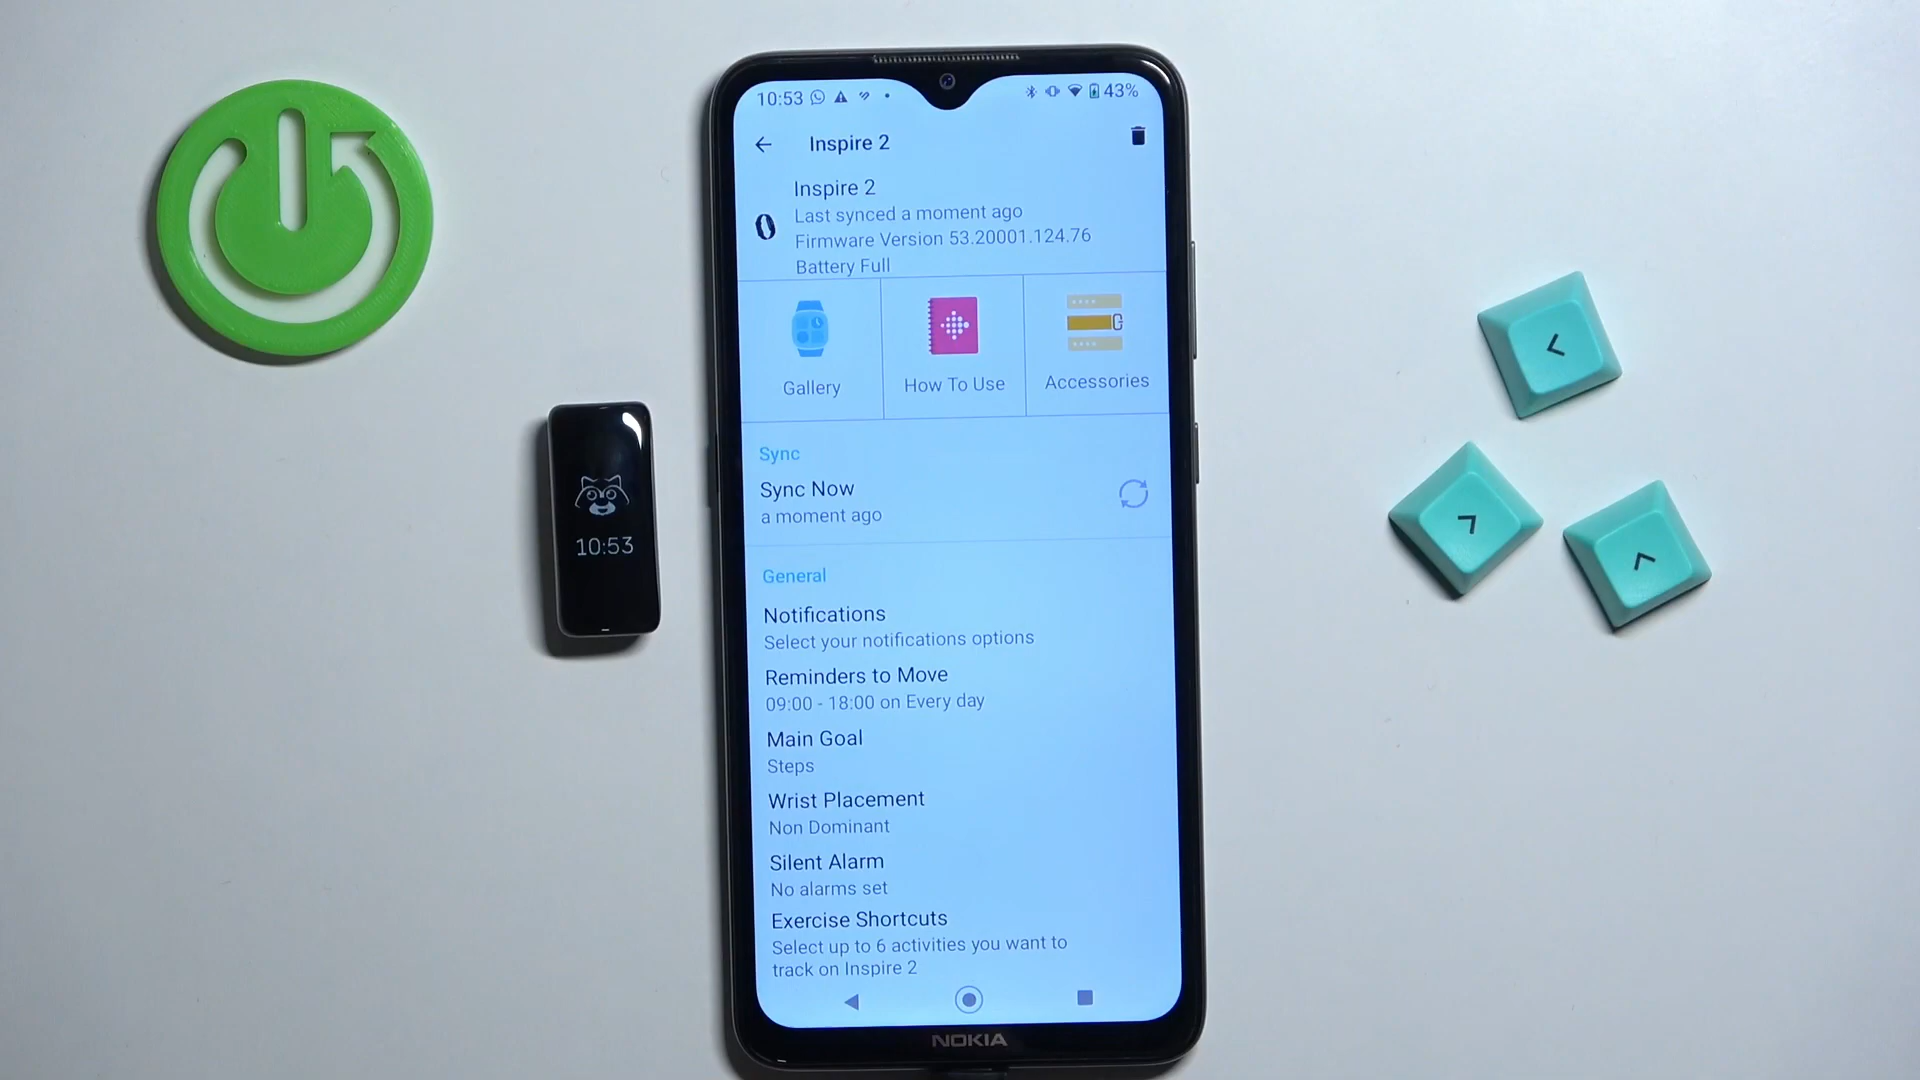 10:53
43%
Inspire 2
Inspire 2
Last synced a moment ago
Firmware Version 53.20001.124.76
Battery Full
Gallery
How To Use
Accessories
Sync
Sync Now
a moment ago
General
Notifications
Select your notifications options
Reminders to Move
09:00 - 18:00 on Every day
Main Goal
Steps
Wrist Placement
Non Dominant
Silent Alarm
No alarms set
Exercise Shortcuts
Select up to 6 activities you want to
track on Inspire 2
NOKIA
10:53